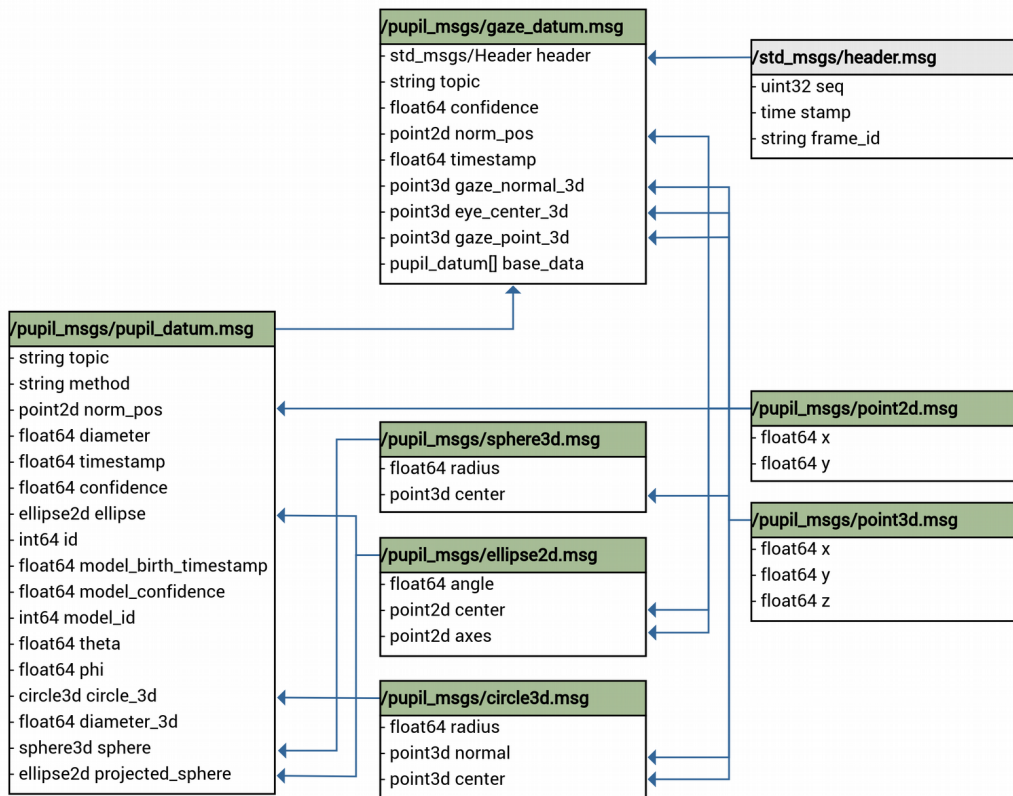 /pupil_msgs/gaze_datum.msg
- std_msgs/Header header
- string topic
- float64 confidence
- point2d norm_pos
- float64 timestamp
- point3d gaze_normal_3d
- point3d eye_center_3d
- point3d gaze_point_3d
- pupil_datum[] base_data
/std_msgs/header.msg
- uint32 seq
- time stamp
- string frame_id
/pupil_msgs/pupil_datum.msg
- string topic
- string method
- point2d norm_pos
- float64 diameter
- float64 timestamp
- float64 confidence
- ellipse2d ellipse
- int64 id
- float64 model_birth_timestamp
- float64 model_confidence
- int64 model_id
- float64 theta
- float64 phi
- circle3d circle_3d
- float64 diameter_3d
- sphere3d sphere
- ellipse2d projected_sphere
/pupil_msgs/sphere3d.msg
- float64 radius
- point3d center
/pupil_msgs/ellipse2d.msg
- float64 angle
- point2d center
- point2d axes
/pupil_msgs/circle3d.msg
- float64 radius
- point3d normal
- point3d center
/pupil_msgs/point2d.msg
- float64 x
- float64 y
/pupil_msgs/point3d.msg
- float64 x
- float64 y
- float64 z